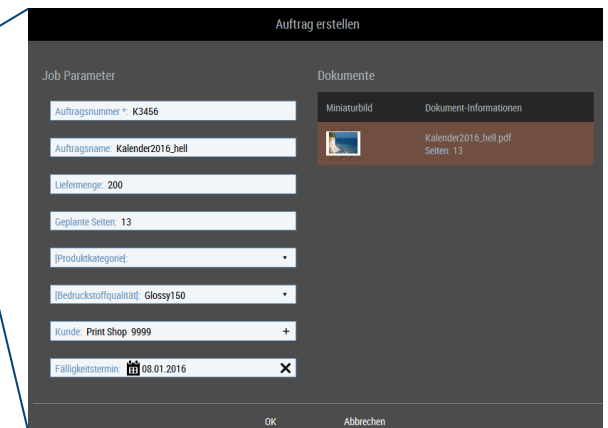 Auftrag erstellen
Job Parameter
Auftragsnummer *: K3456
Auftragsname: Kalender2016_hell
Liefermenge: 200
Geplante Seiten: 13
[Produktkategorie]:
[Bedruckstoffqualität]: Glossy150
Kunde: Print Shop 9999 +
Fälligkeitstermin: 08.01.2016
Dokumente
Miniaturbild Dokument-Informationen
Kalender2016_hell.pdf
Seiten: 13
OK Abbrechen